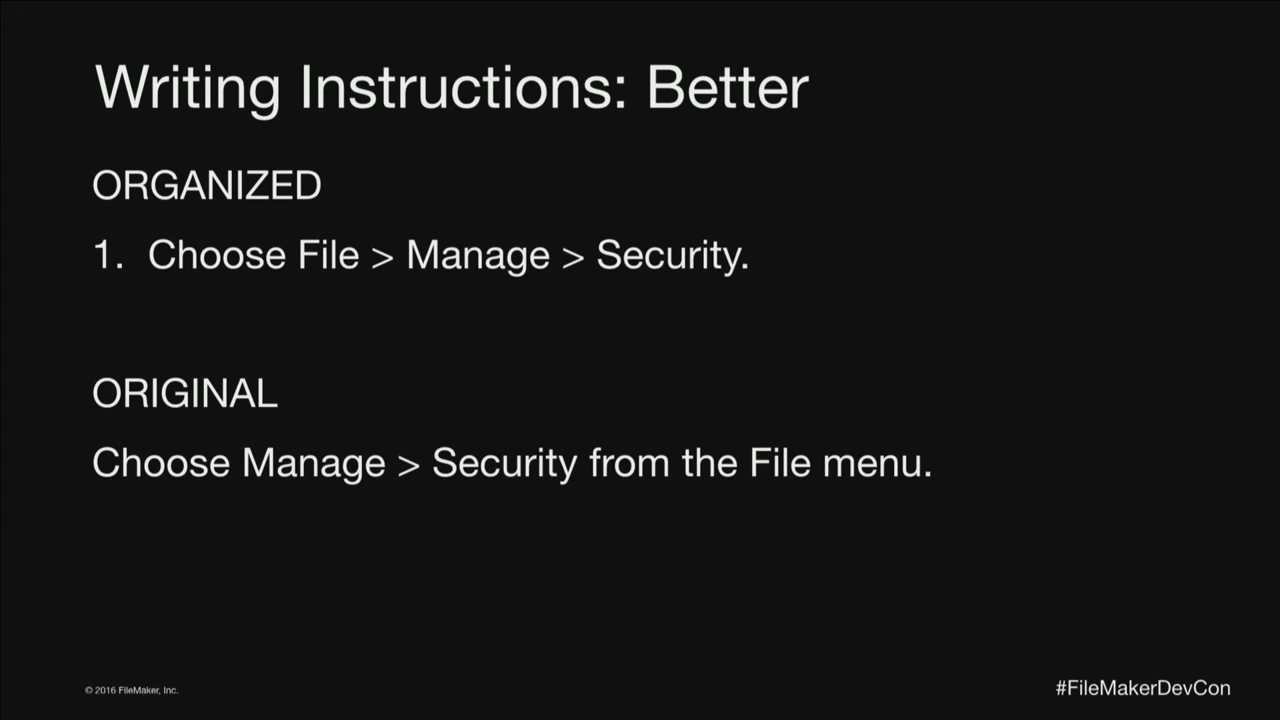 Writing Instructions: Better
ORGANIZED
1. Choose File > Manage > Security.
ORIGINAL
Choose Manage > Security from the File menu.
© 2016 FileMaker, Inc.
#FileMakerDevCon